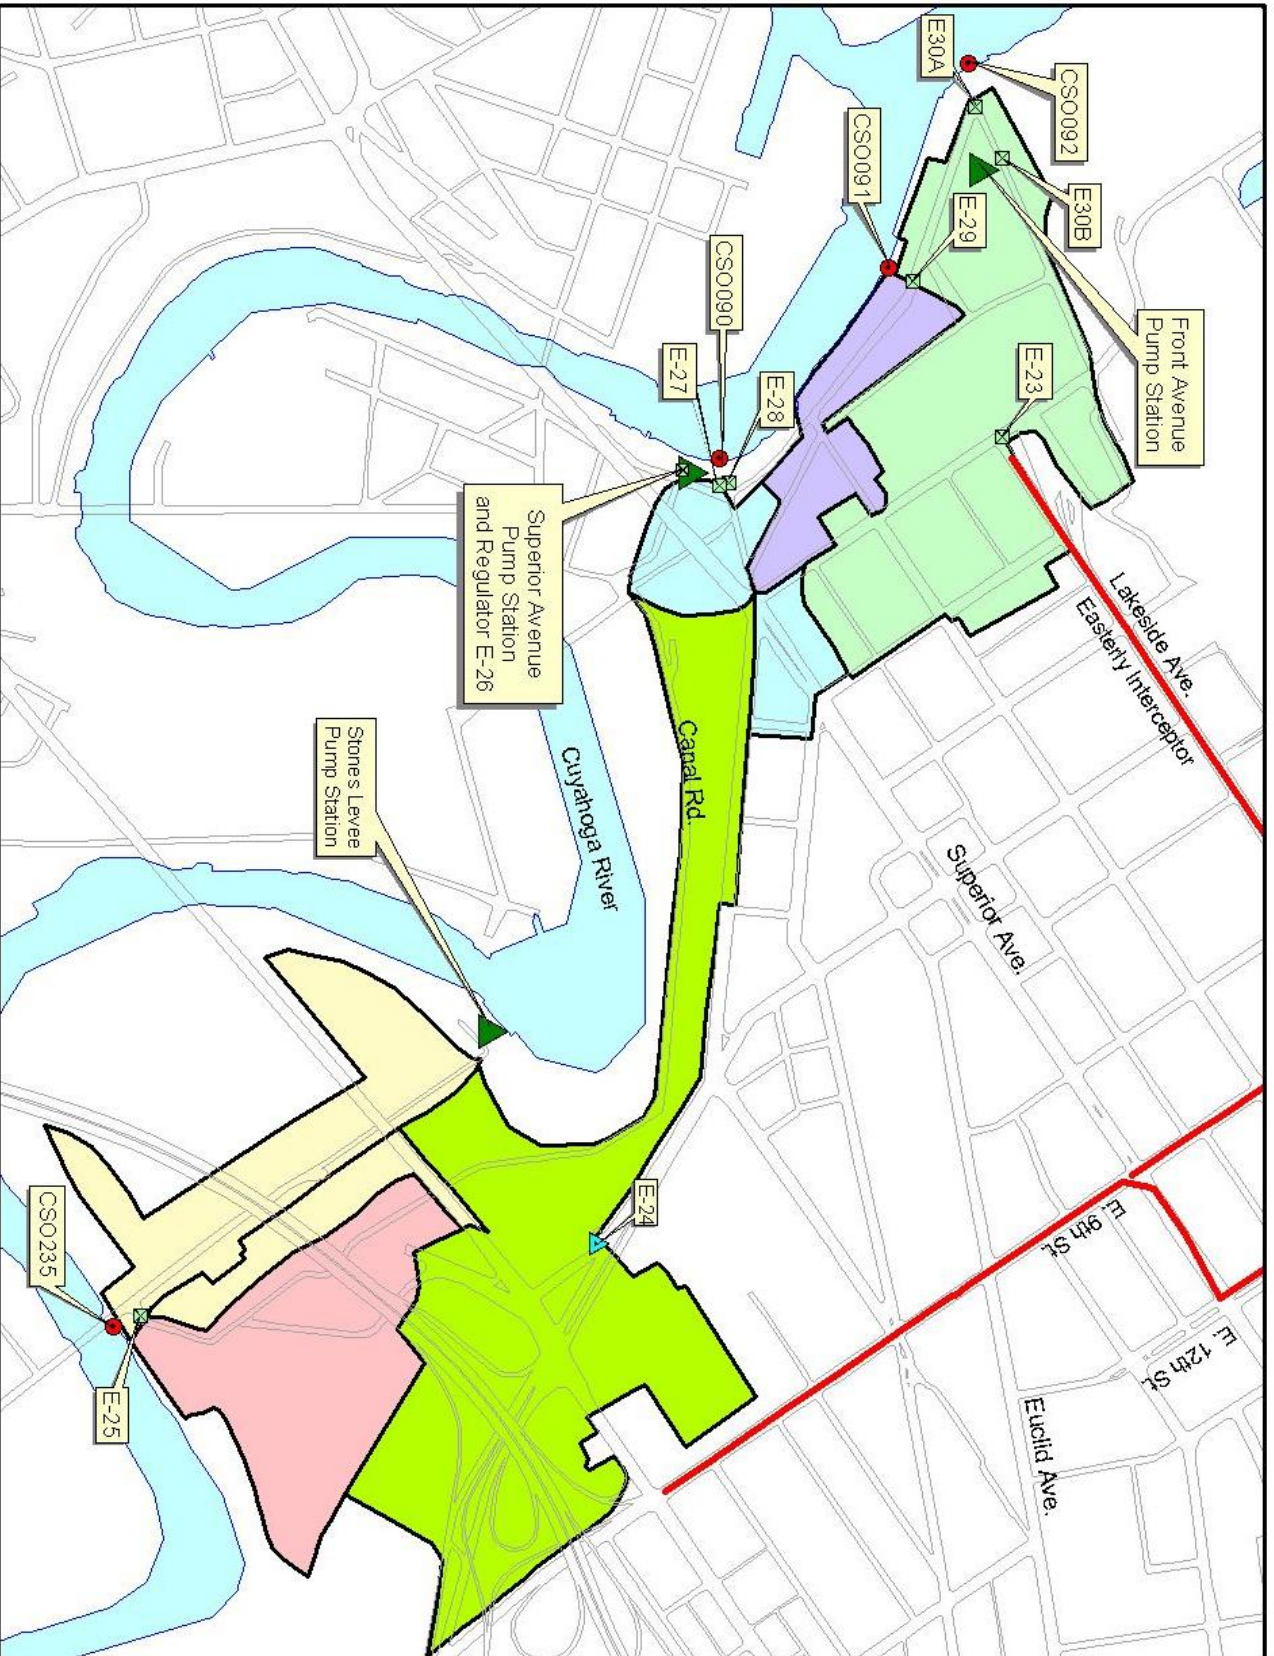 CSO092
E30A
E30B
CSO091
E-29
Front Avenue
Pump Station
E-23
CSO090
E-27
E-28
Superior Avenue
Pump Station
and Regulator E-26
Lakeside Ave.
Easterly Interceptor
Canal Rd.
Cuyahoga River
Stones Levee
Pump Station
Superior Ave.
E-24
E. 9th St.
E. 12th St.
Euclid Ave.
CSO235
E-25